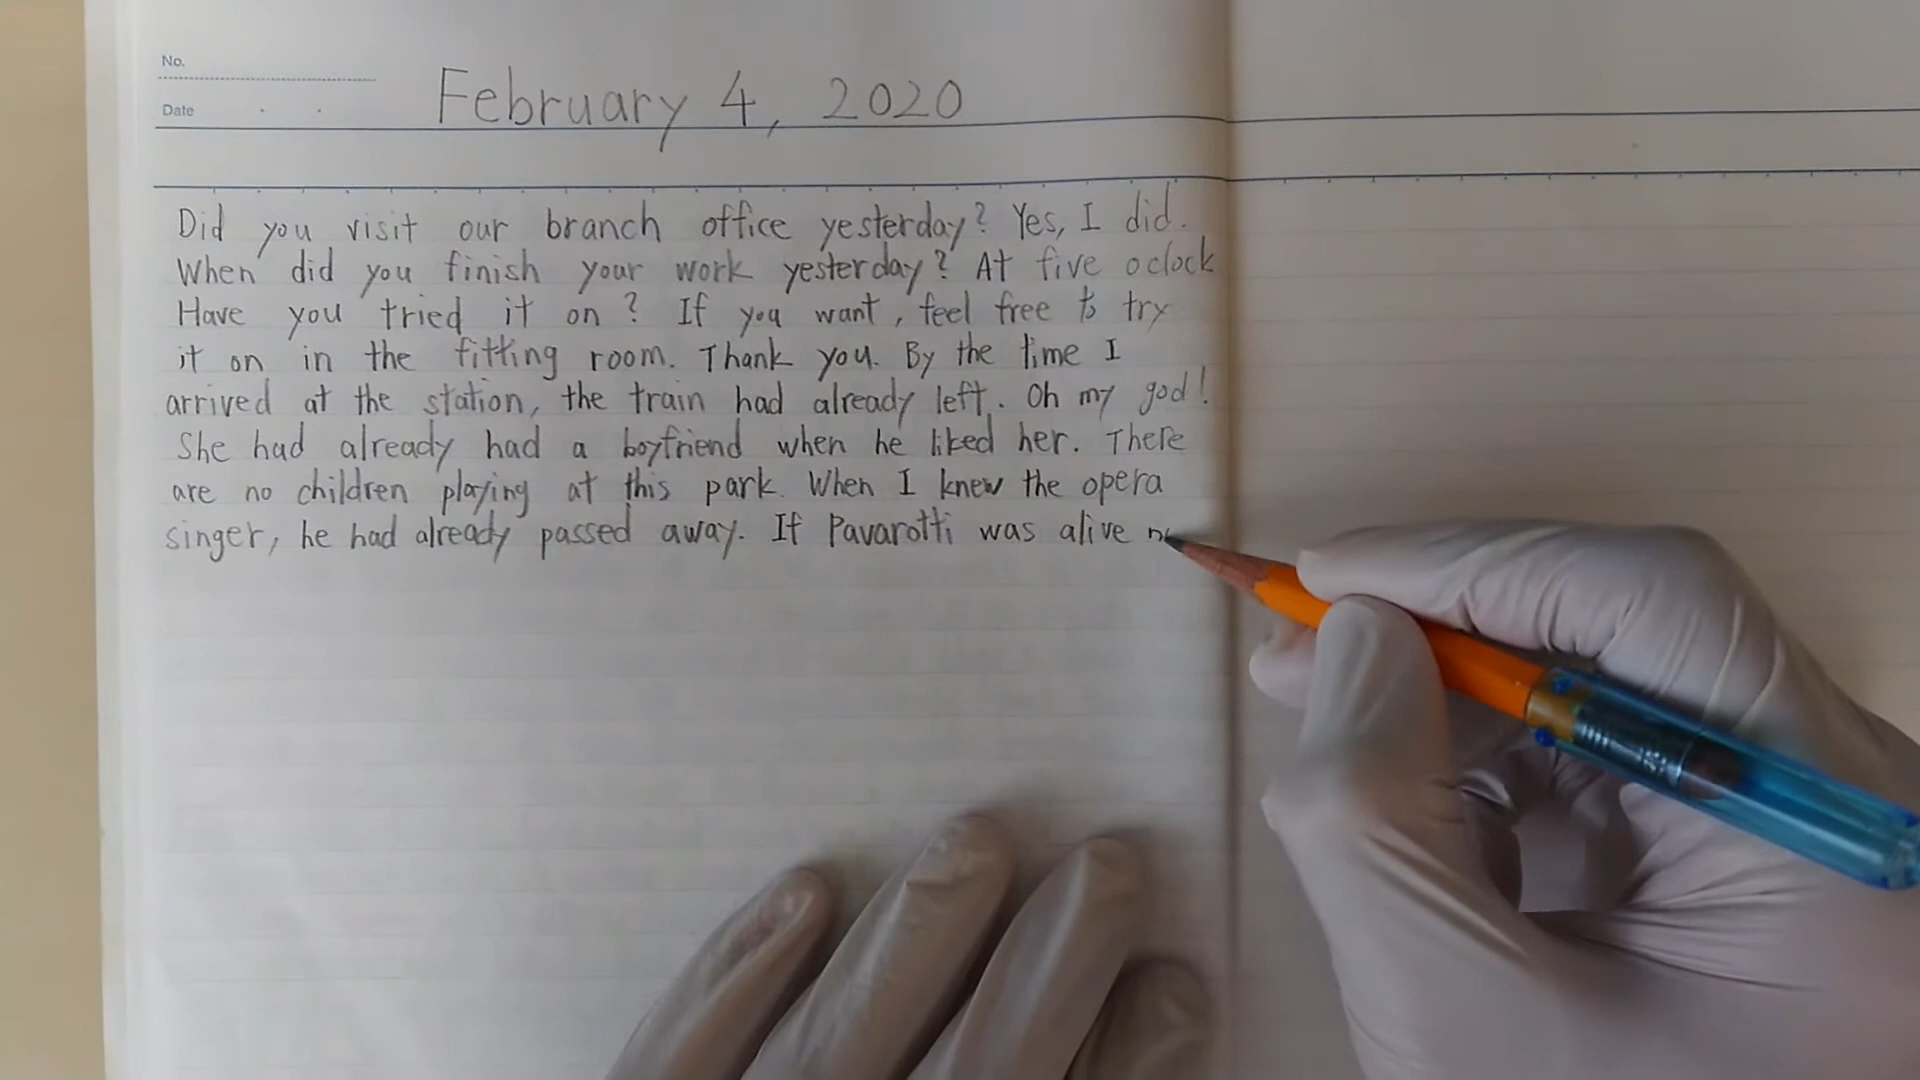 No.
Date
February 4, 2020
Did you visit our branch office yesterday? Yes, I did.
When did you finish your work yesterday? At five oclock
Have you tried it on? If you want, feel free to try
it on in the fitting room. Thank you. By the time I
arrived at the station, the train had already left. Oh my god!
She had already had a boyfriend when he liked her. There
are no children playing at this park. When I knew the opera
singer, he had already passed away. If Pavarotti was alive